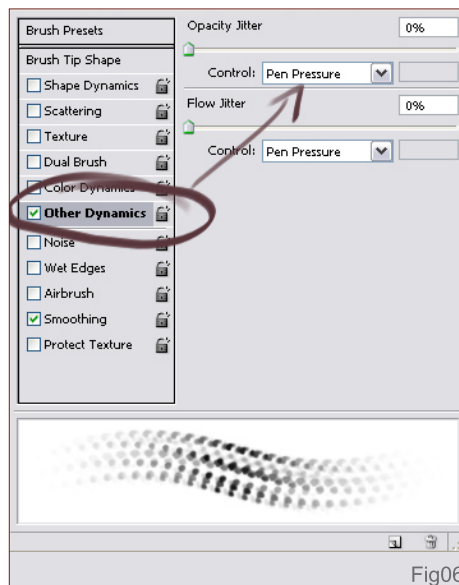 Brush Presets
Brush Tip Shape
Shape Dynamics
Scattering
Texture
Dual Brush
Color Dynamics
Other Dynamics
Noise
Wet Edges
Airbrush
Smoothing
Protect Texture
Opacity Jitter 0%
Control: Pen Pressure
Flow Jitter 0%
Control: Pen Pressure
Fig06